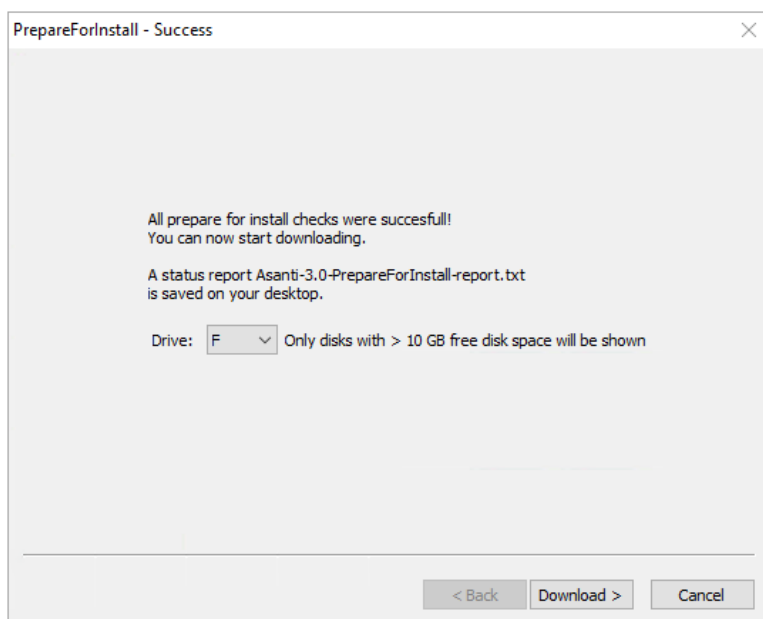 PrepareForInstall - Success
All prepare for install checks were succesfull!
You can now start downloading.
A status report Asanti-3.0-PrepareForInstall-report.txt
is saved on your desktop.
Drive: F Only disks with > 10 GB free disk space will be shown
< Back Download > Cancel